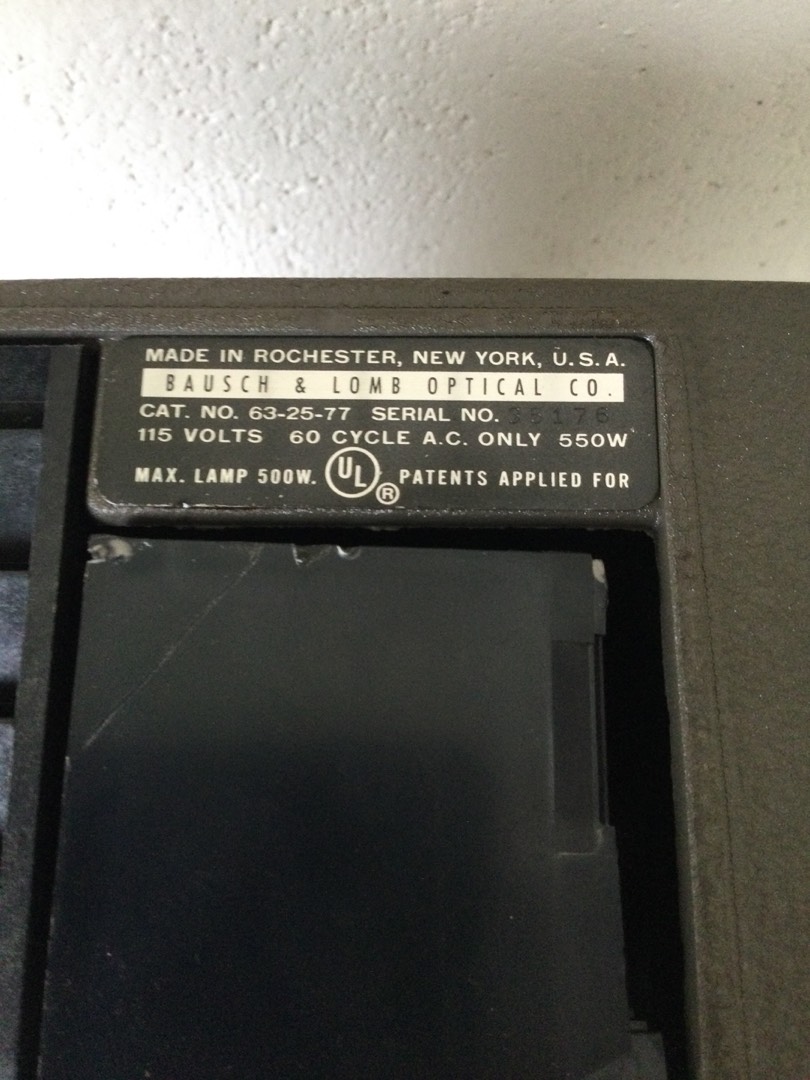 MADE IN ROCHESTER, NEW YORK, U.S.A.
BAUSCH & LOMB OPTICAL CO.
CAT. NO. 63-25-77 SERIAL NO.
115 VOLTS 60 CYCLE A.C. ONLY 550W
MAX. LAMP 500W. UL ® PATENTS APPLIED FOR